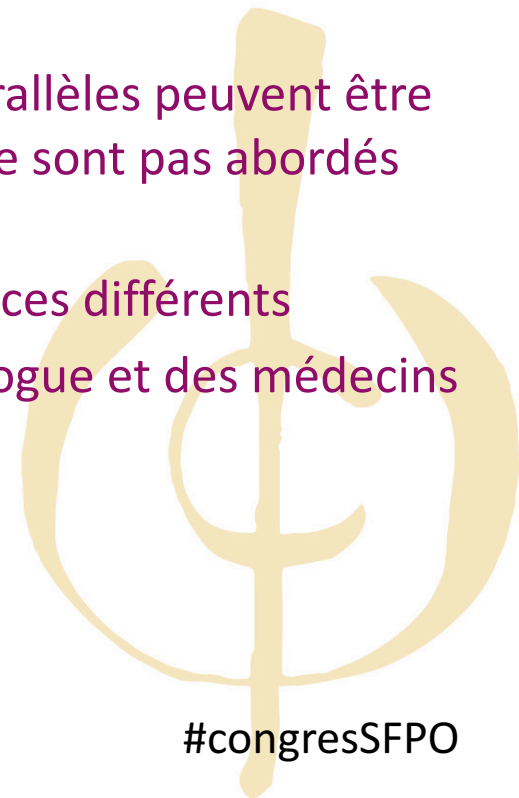 rallèles peuvent être
e sont pas abordés
ces différents
ogue et des médecins
#congresSFPO